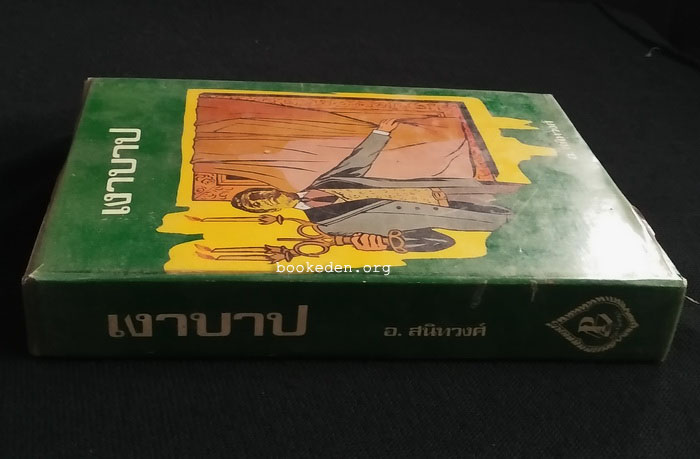 เงาบาป
bookeden.org
เงาบาป
อ. สนิทวงศ์